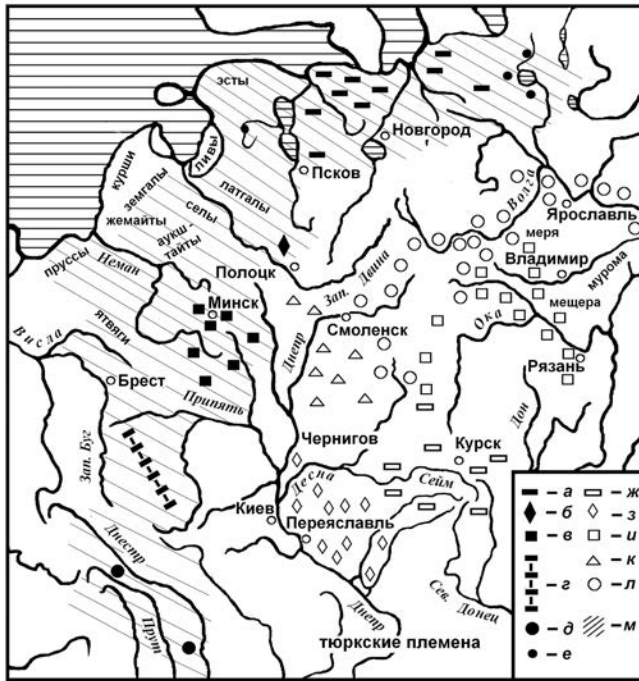 эсты
Новгород
ливы
Псков
курши
земгалы
латгалы
селы
жемайты
аукш-
тайты
Волга
Ярославль
меря
Владимир
мурома
пруссы
Неман
Полоцк
Зап. Двина
Минск
Смоленск
Ока
мещера
Рязань
Висла
ятвяги
Днепр
Брест
Припять
Дон
Зап. Буг
Чернигов
Курск
Десна
Сейм
Киев
Переяславль
Днестр
Прут
Днепр
Сев. Донец
тюркские племена
- а
- б
- в
- г
- д
- е
- ж
- з
- и
- к
- л
- м